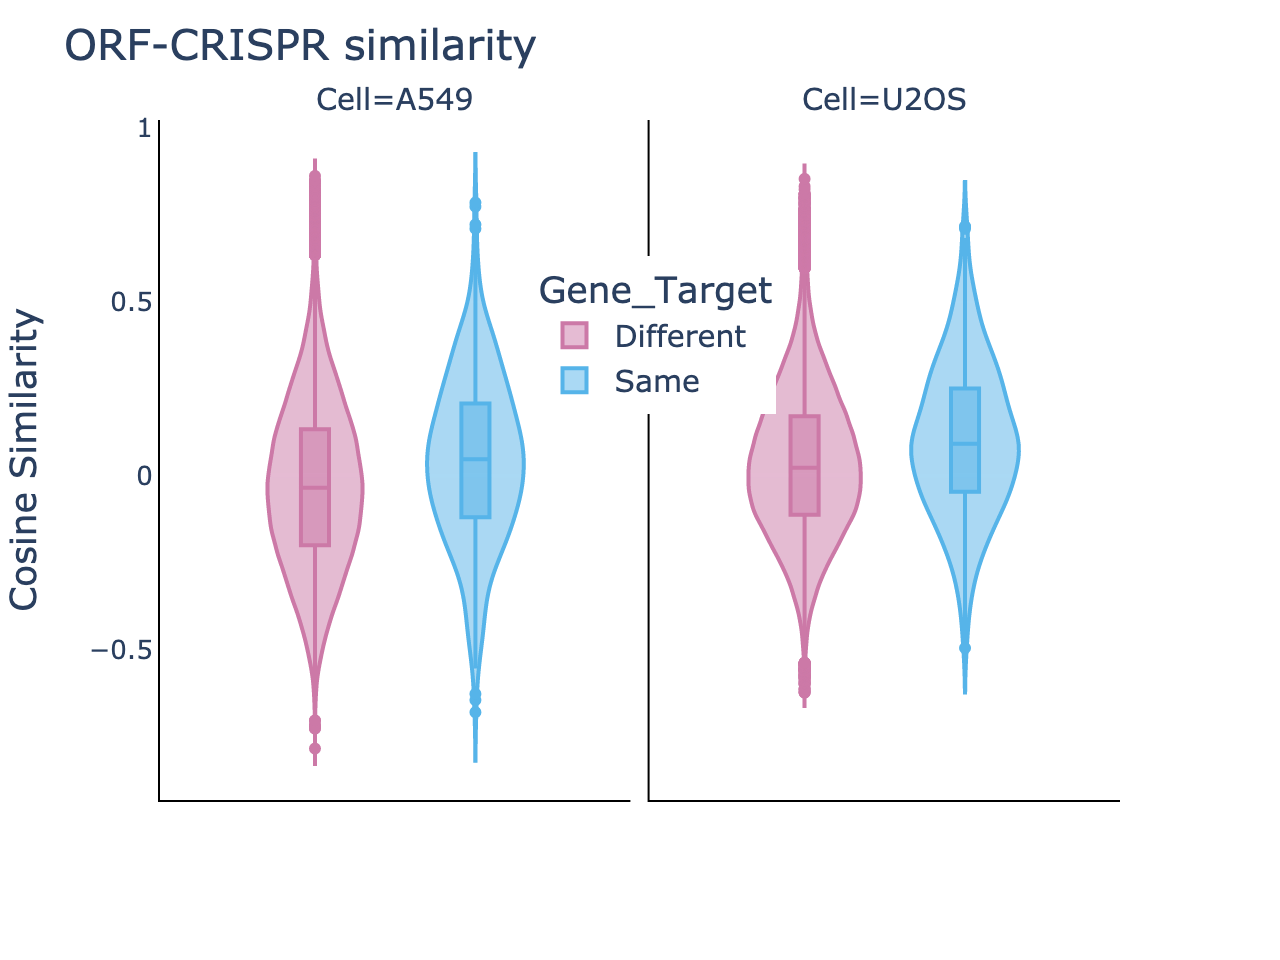 ORF-CRISPR similarity
Cell=A549
Cell=U2OS
1
0.5
0
−0.5
Cosine Similarity
Gene_Target
Different
Same